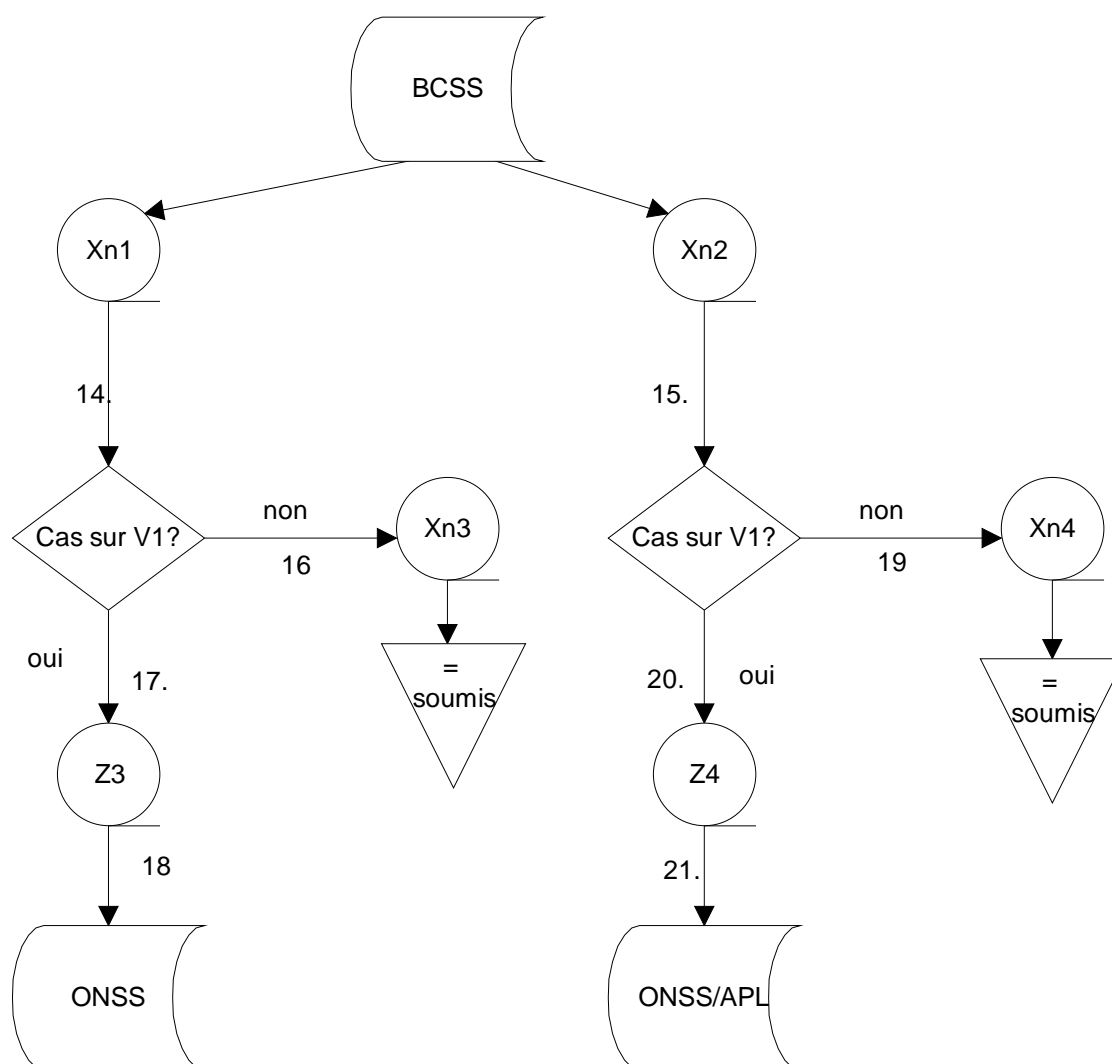 BCSS
Xn1
Xn2
14.
15.
Cas sur V1?
non
16
Xn3
Cas sur V1?
non
19
Xn4
oui
17.
=
soumis
20.
oui
=
soumis
Z3
Z4
18
21.
ONSS
ONSS/APL